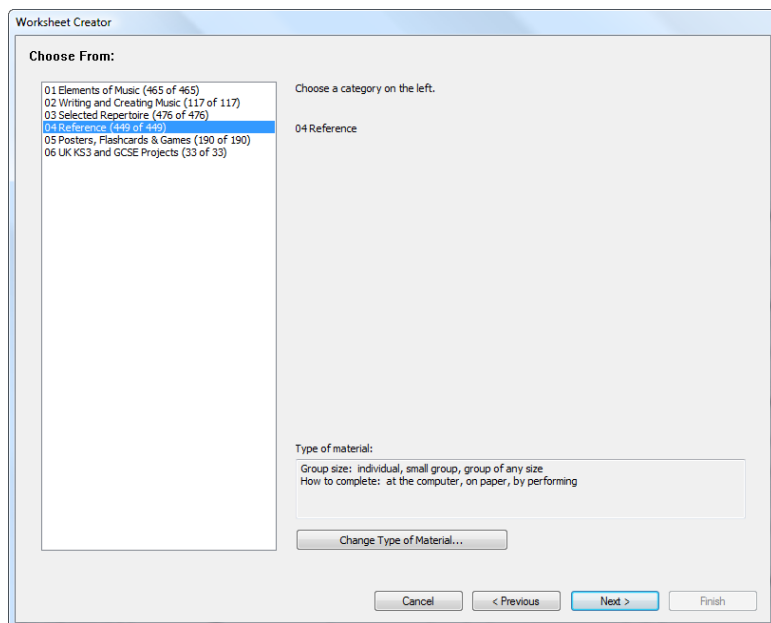 Worksheet Creator
Choose From:
01 Elements of Music (465 of 465)
02 Writing and Creating Music (117 of 117)
03 Selected Repertoire (476 of 476)
04 Reference (449 of 449)
05 Posters, Flashcards & Games (190 of 190)
06 UK KS3 and GCSE Projects (33 of 33)
Choose a category on the left.
04 Reference
Type of material:
Group size: individual, small group, group of any size
How to complete: at the computer, on paper, by performing
Change Type of Material...
Cancel
< Previous
Next >
Finish